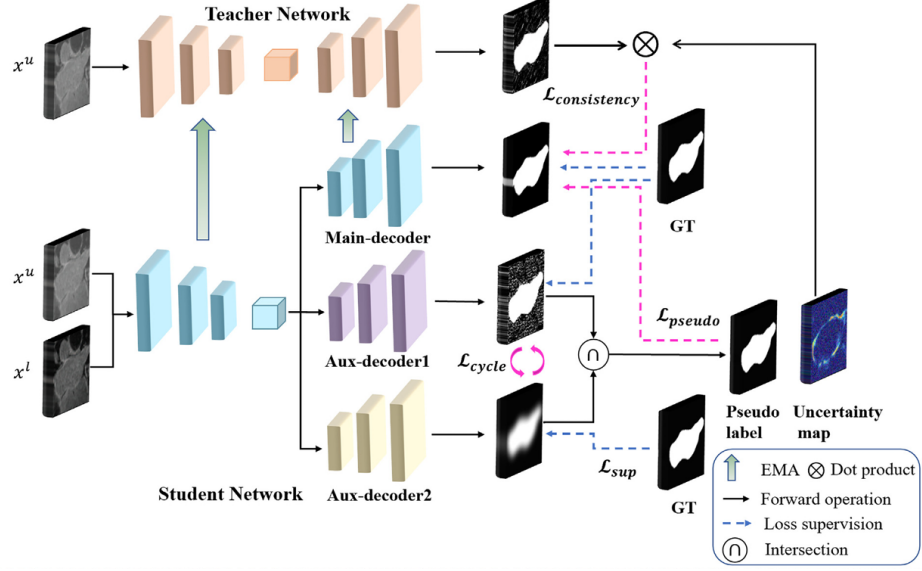 Teacher Network
x^u
ℒ_consistency
GT
Main-decoder
x^u
x^l
Aux-decoder1
ℒ_cycle
ℒ_pseudo
∩
Pseudo label
Uncertainty map
Aux-decoder2
ℒ_sup
GT
Student Network
EMA ⊗ Dot product
Forward operation
Loss supervision
∩ Intersection